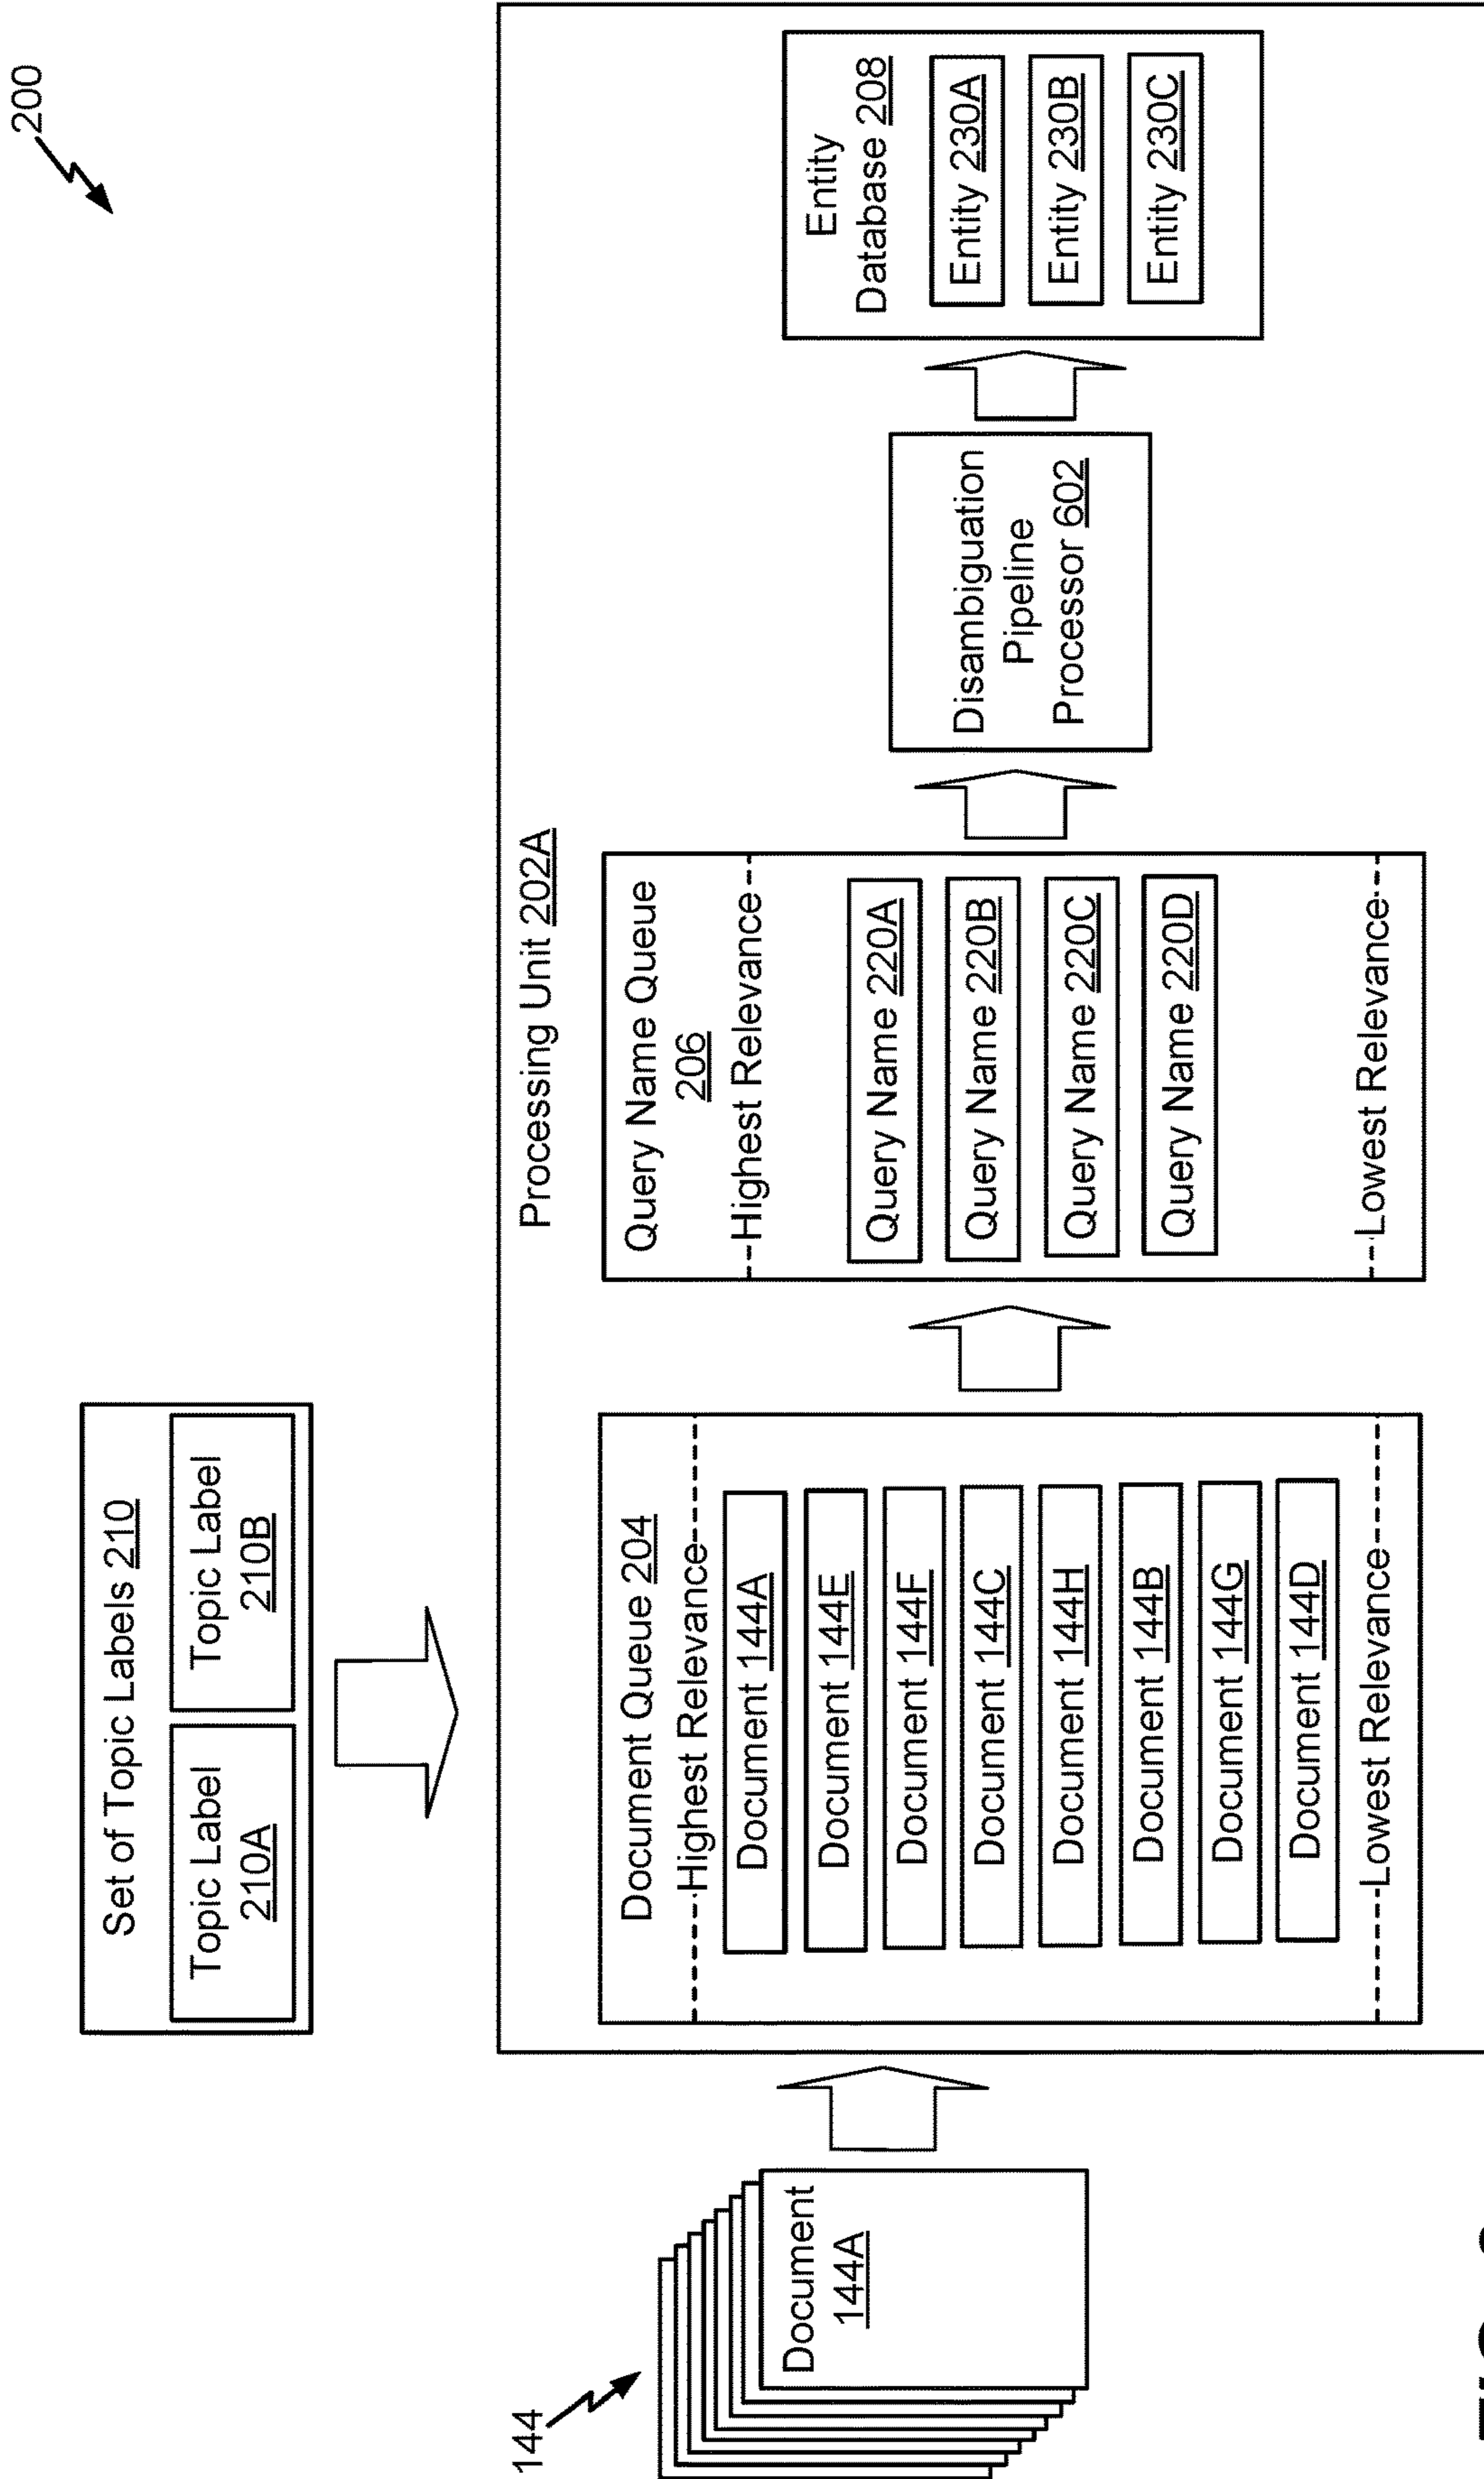 200
Set of Topic Labels 210
Topic Label
210A
Topic Label
210B
144
Document
144A
Processing Unit 202A
Document Queue 204
Highest Relevance
Document 144A
Document 144E
Document 144F
Document 144C
Document 144H
Document 144B
Document 144G
Document 144D
Lowest Relevance
Query Name Queue
206
Highest Relevance
Query Name 220A
Query Name 220B
Query Name 220C
Query Name 220D
Lowest Relevance
Disambiguation
Pipeline
Processor 602
Entity
Database 208
Entity 230A
Entity 230B
Entity 230C